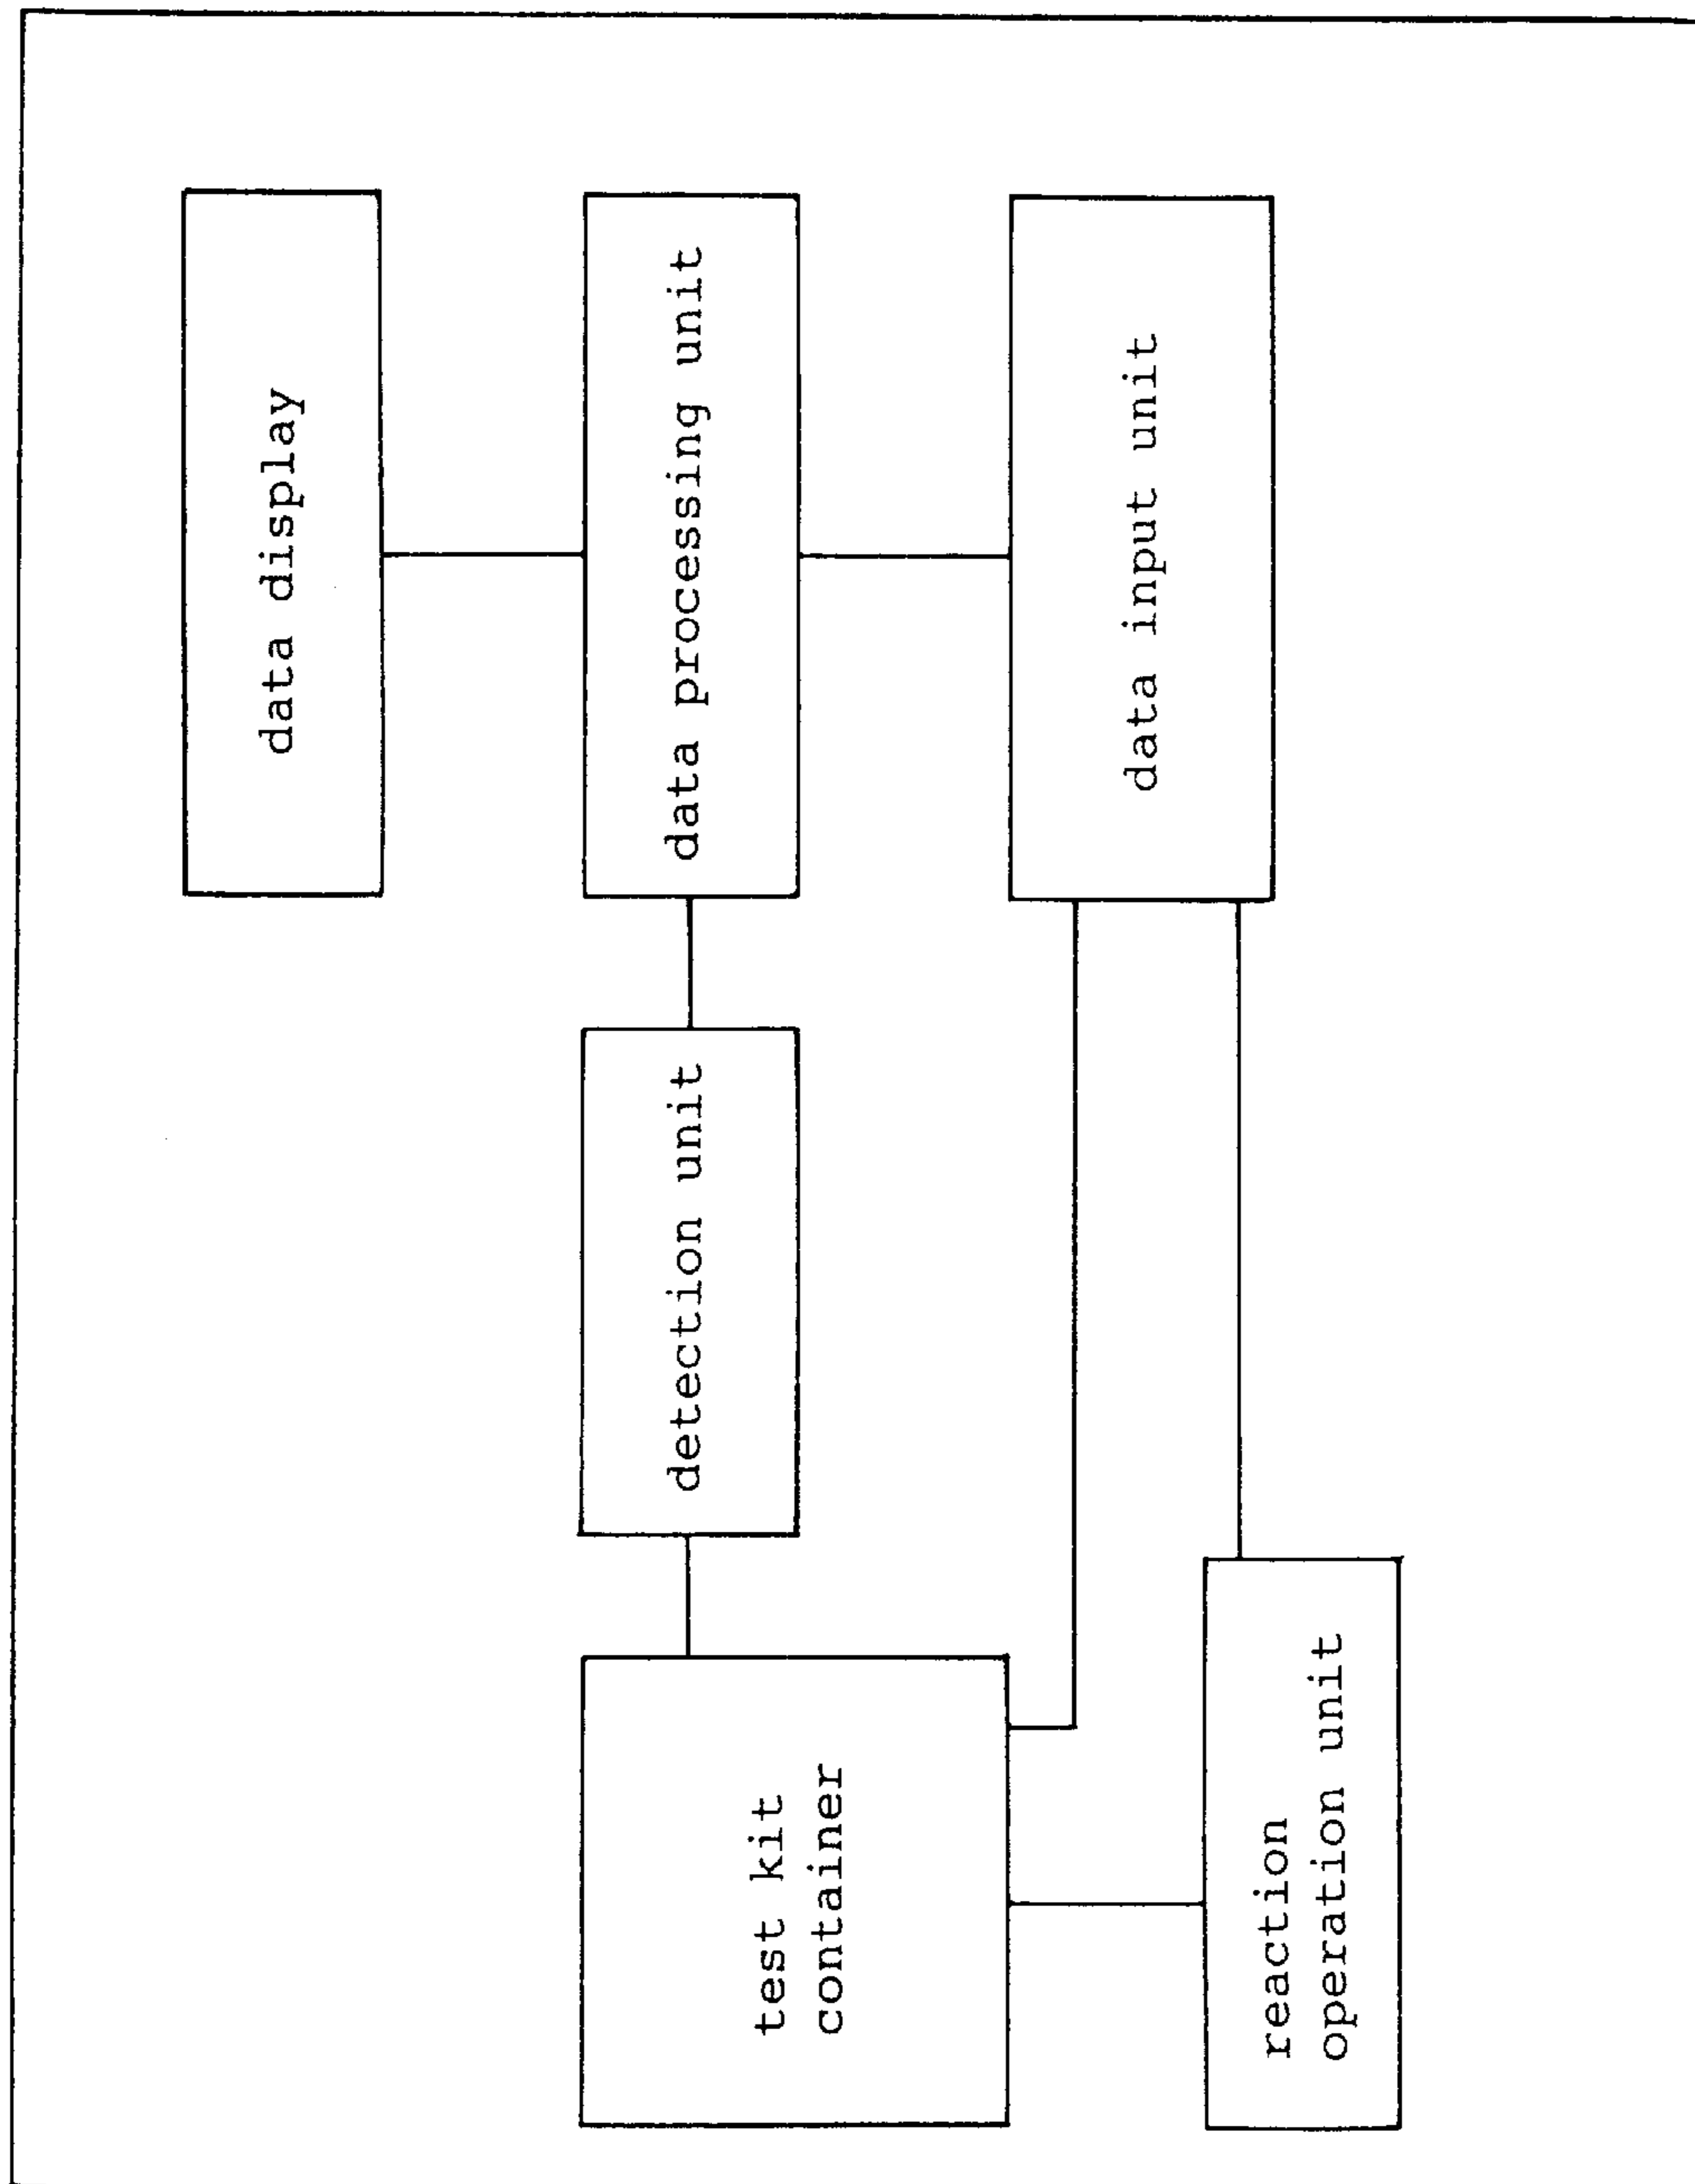 data display
data processing unit
data input unit
detection unit
test kit
container
reaction
operation unit